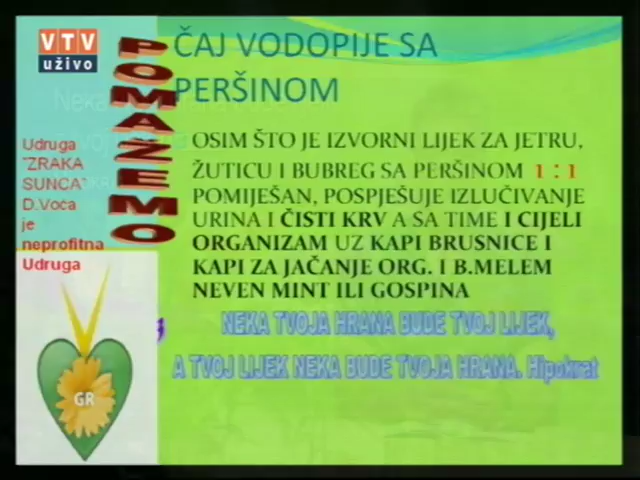 VTV
uživo
POMAŽEMO
ČAJ VODOPIJE SA
PERŠINOM
Udruga
"ZRAKA
SUNCA"
D.Voća
je
neprofitna
Udruga
OSIM ŠTO JE IZVORNI LIJEK ZA JETRU,
ŽUTICU I BUBREG SA PERŠINOM 1 : 1
POMIJEŠAN, POSPJEŠUJE IZLUČIVANJE
URINA I ČISTI KRV A SA TIME I CIJELI
ORGANIZAM UZ KAPI BRUSNICE I
KAPI ZA JAČANJE ORG. I B.MELEM
NEVEN MINT ILI GOSPINA
NEKA TVOJA HRANA BUDE TVOJ LIJEK,
A TVOJ LIJEK NEKA BUDE TVOJA HRANA. Hipokrat
GR